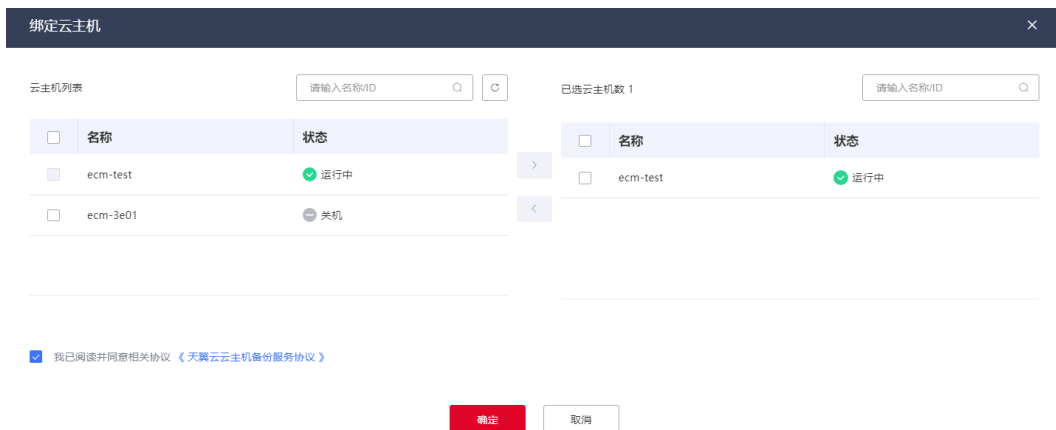 绑定云主机
云主机列表
请输入名称/ID
名称 状态
ecm-test 运行中
ecm-3e01 关机
已选云主机数 1
请输入名称/ID
名称 状态
ecm-test 运行中
我已阅读并同意相关协议 《 天翼云云主机备份服务协议 》
确定 取消